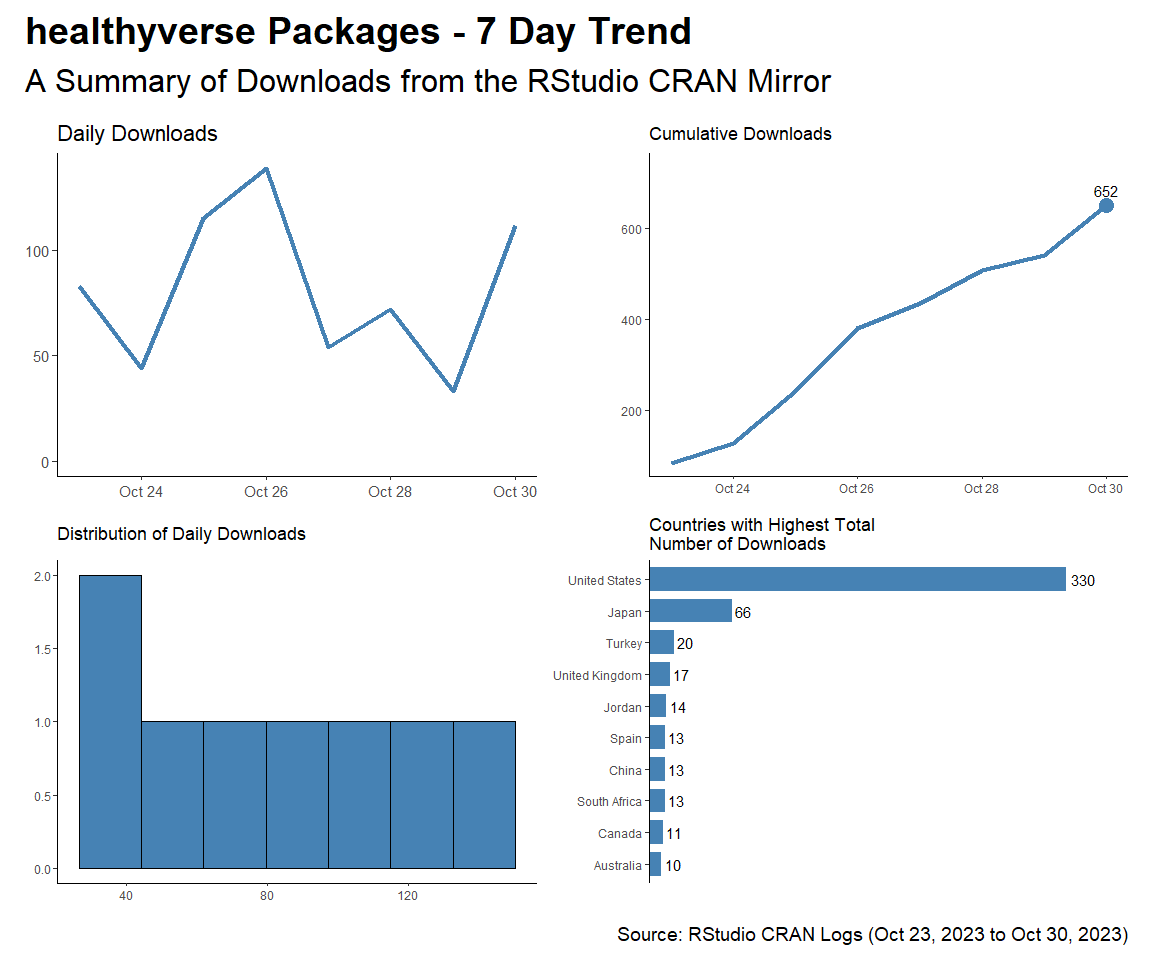 healthyverse Packages - 7 Day Trend
A Summary of Downloads from the RStudio CRAN Mirror
Daily Downloads
100
50
0
Oct 24 Oct 26 Oct 28 Oct 30
Cumulative Downloads
652
600
400
200
Oct 24 Oct 26 Oct 28 Oct 30
Distribution of Daily Downloads
2.0
1.5
1.0
0.5
0.0
40 80 120
Countries with Highest Total
Number of Downloads
United States 330
Japan 66
Turkey 20
United Kingdom 17
Jordan 14
Spain 13
China 13
South Africa 13
Canada 11
Australia 10
Source: RStudio CRAN Logs (Oct 23, 2023 to Oct 30, 2023)